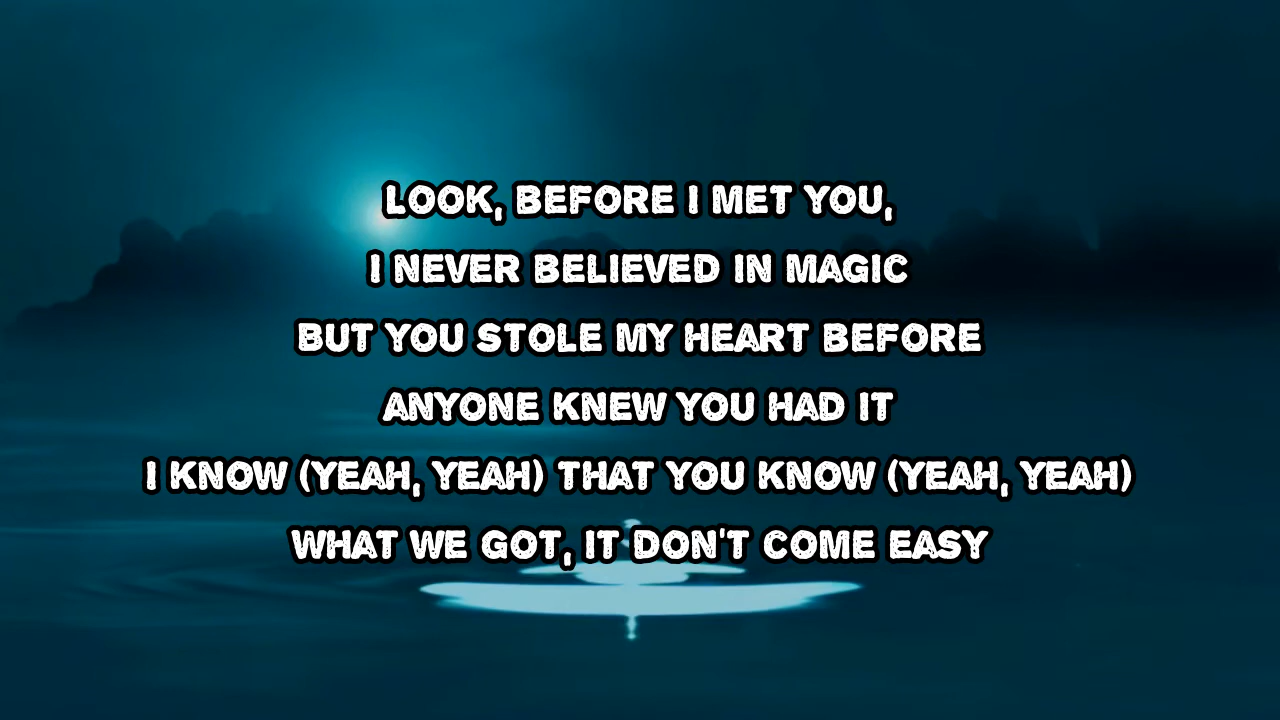 LOOK, BEFORE I MET YOU,
I NEVER BELIEVED IN MAGIC
BUT YOU STOLE MY HEART BEFORE
ANYONE KNEW YOU HAD IT
I KNOW (YEAH, YEAH) THAT YOU KNOW (YEAH, YEAH)
WHAT WE GOT, IT DON'T COME EASY